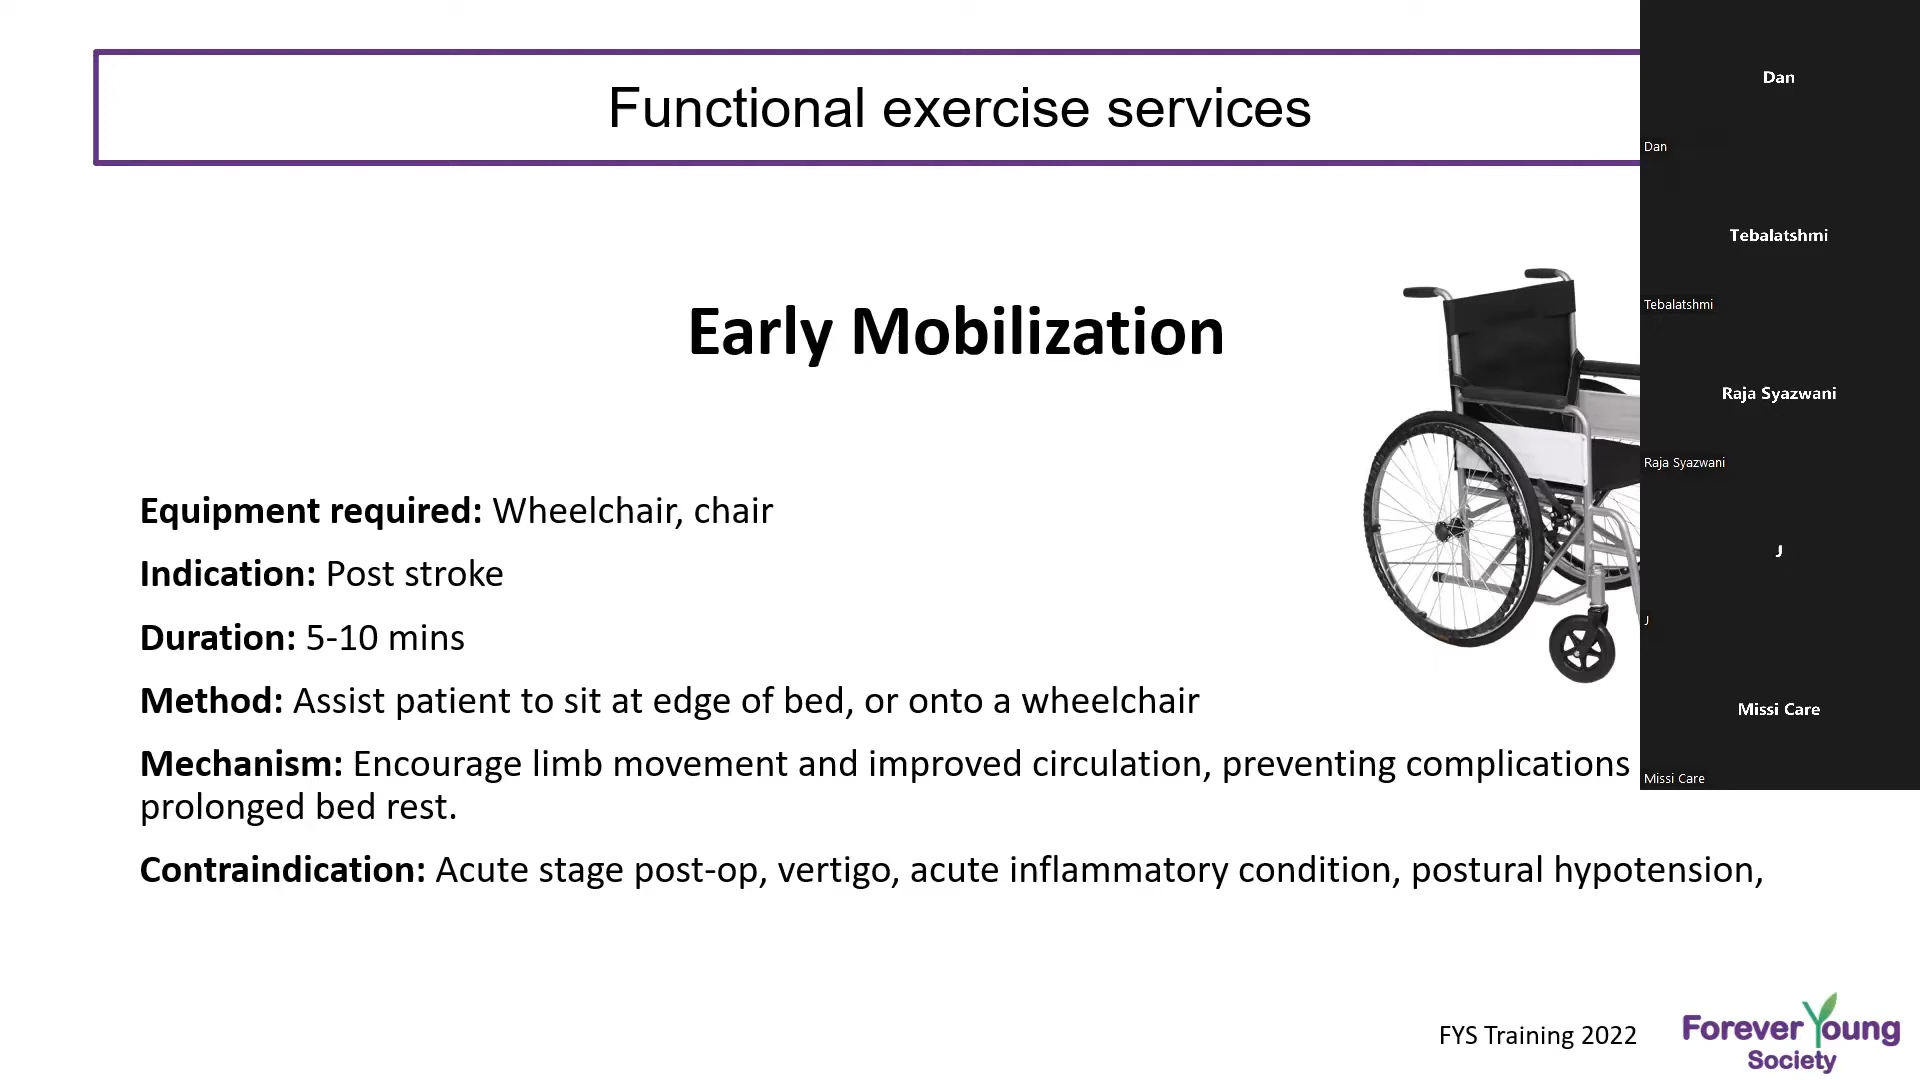 Functional exercise services
Early Mobilization
Equipment required: Wheelchair, chair
Indication: Post stroke
Duration: 5-10 mins
Method: Assist patient to sit at edge of bed, or onto a wheelchair
Mechanism: Encourage limb movement and improved circulation, preventing complications
prolonged bed rest.
Contraindication: Acute stage post-op, vertigo, acute inflammatory condition, postural hypotension,
FYS Training 2022
Forever Young
Society
Dan
Dan
Tebalatshmi
Tebalatshmi
Raja Syazwani
Raja Syazwani
J
J
Missi Care
Missi Care